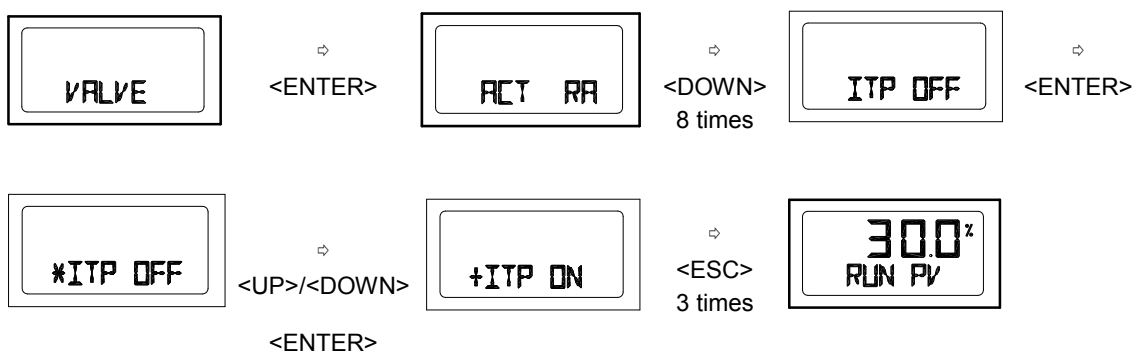 VALVE
⇨
<ENTER>
ACT RA
⇨
<DOWN>
8 times
ITP OFF
⇨
<ENTER>
*ITP OFF
⇨
<UP>/<DOWN>
<ENTER>
+ITP ON
⇨
<ESC>
3 times
30.0%
RUN PV